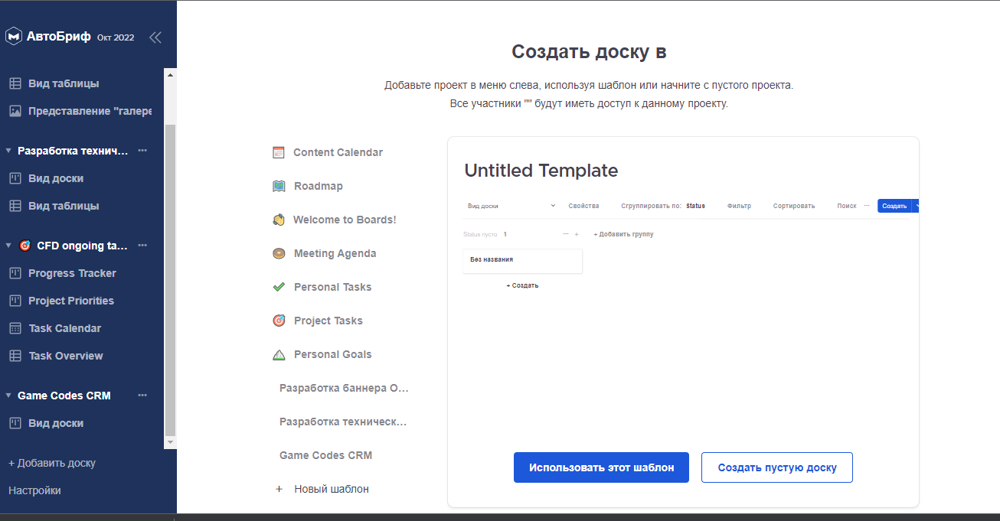 АвтоБриф Окт 2022
Вид таблицы
Представление "галере
Разработка технич...
Вид доски
Вид таблицы
CFD ongoing ta...
Progress Tracker
Project Priorities
Task Calendar
Task Overview
Game Codes CRM
Вид доски
+ Добавить доску
Настройки
Создать доску в
Добавьте проект в меню слева, используя шаблон или начните с пустого проекта.
Все участники "" будут иметь доступ к данному проекту.
Content Calendar
Roadmap
Welcome to Boards!
Meeting Agenda
Personal Tasks
Project Tasks
Personal Goals
Разработка баннера О...
Разработка техническ...
Game Codes CRM
+ Новый шаблон
Untitled Template
Вид доски Свойства Сгруппировать по: Status Фильтр Сортировать Поиск ... Создать
Status пусто 1 ... + + Добавить группу
Без названия
+ Создать
Использовать этот шаблон Создать пустую доску